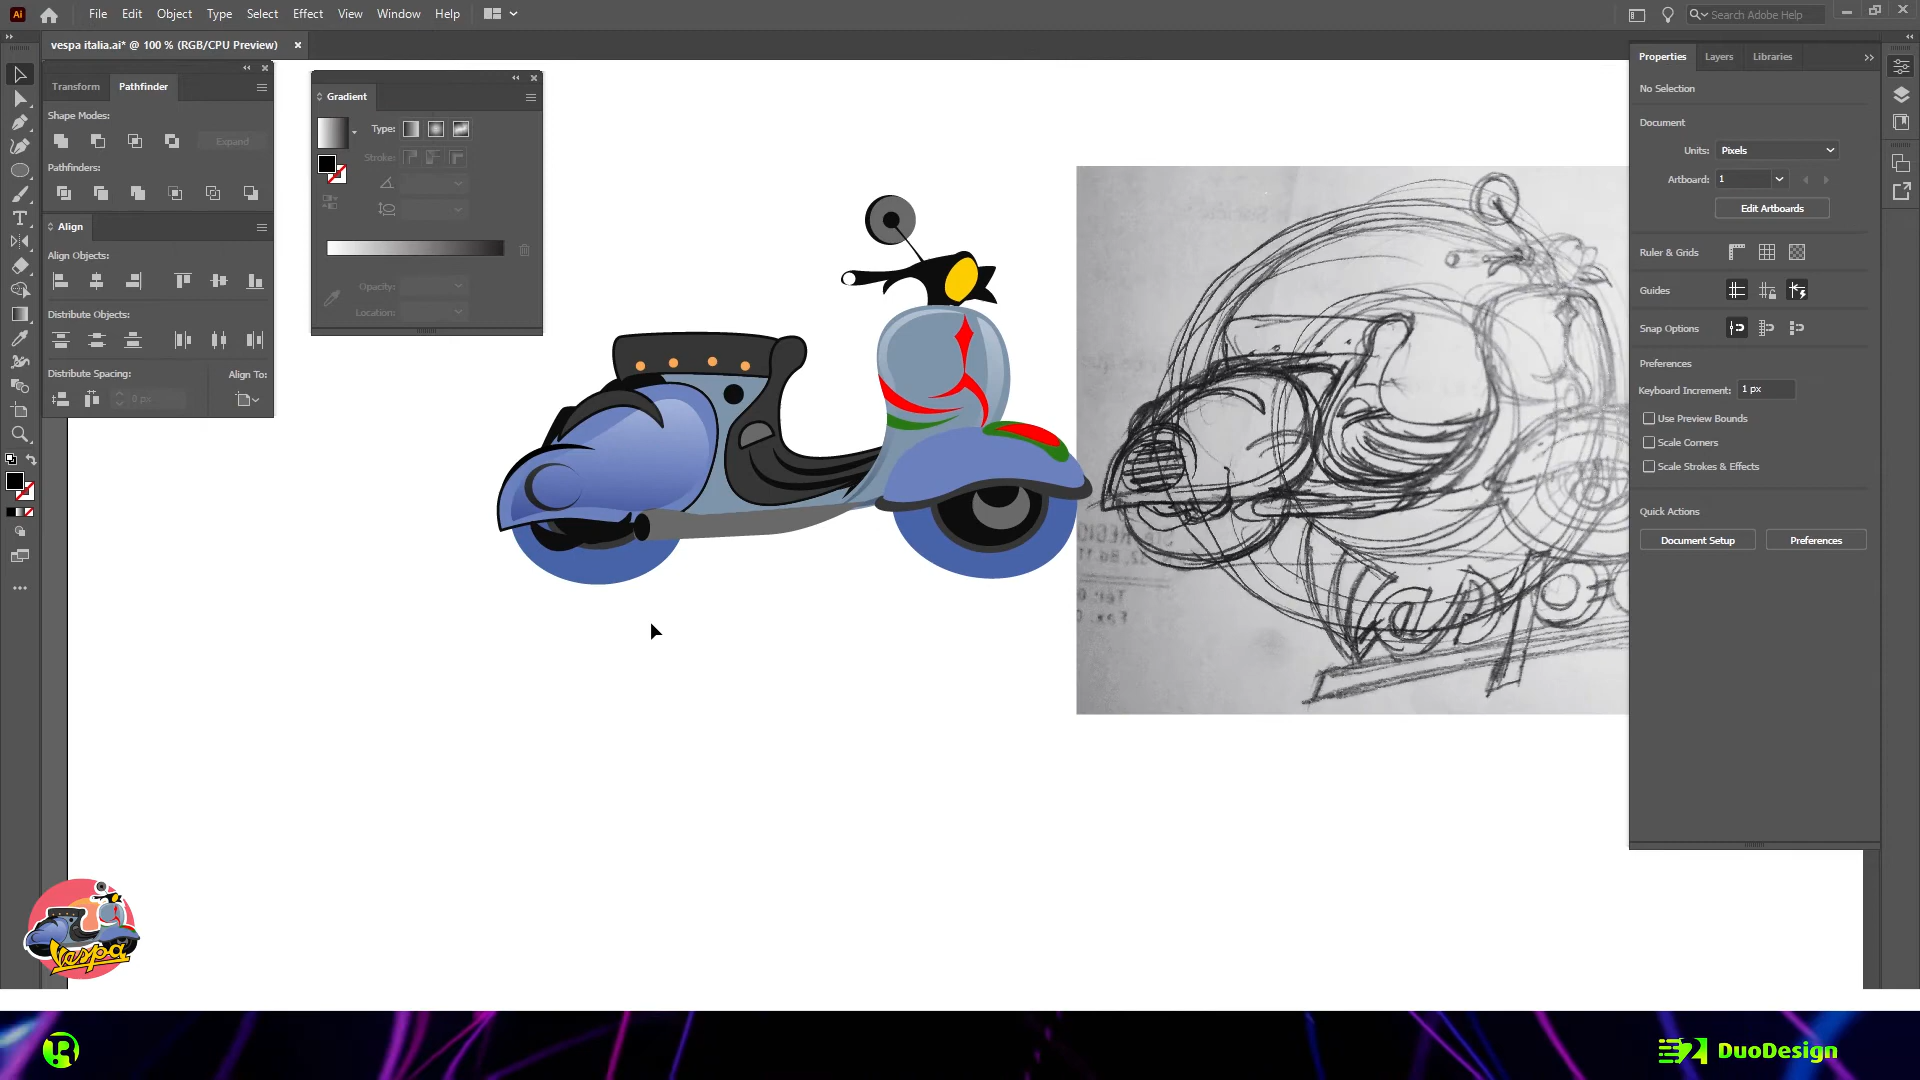 Ai File Edit Object Type Select Effect View Window Help Search Adobe Help
vespa italia.ai* @ 100 % (RGB/CPU Preview)
Transform Pathfinder
Shape Modes:
Expand
Pathfinders:
Align
Align Objects:
Distribute Objects:
Distribute Spacing:
Align To:
0 px
Gradient
Type:
Stroke:
Opacity:
Location:
Properties Layers Libraries
No Selection
Document
Units: Pixels
Artboard: 1
Edit Artboards
Ruler & Grids
Guides
Snap Options
Preferences
Keyboard Increment: 1 px
Use Preview Bounds
Scale Corners
Scale Strokes & Effects
Quick Actions
Document Setup Preferences
Vespa
DuoDesign